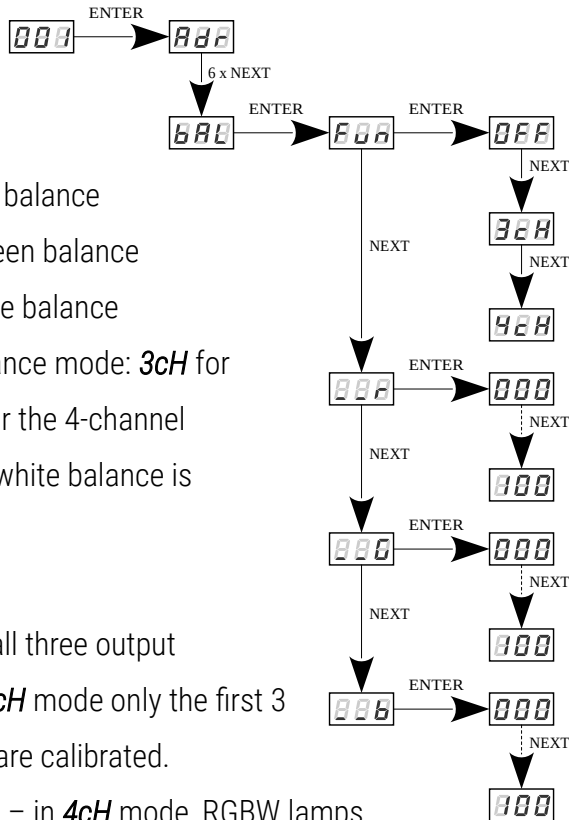 ENTER
001 Adr
6 x NEXT
ENTER ENTER
bAL Fun OFF
NEXT
balance
3cH
een balance
NEXT NEXT
e balance
ance mode: 3cH for
4cH
ENTER
r the 4-channel
__r 000
NEXT
NEXT
white balance is
100
ENTER
__G 000
NEXT
NEXT
all three output
100
cH mode only the first 3
ENTER
__b 000
are calibrated.
NEXT
– in 4cH mode, RGBW lamps
100